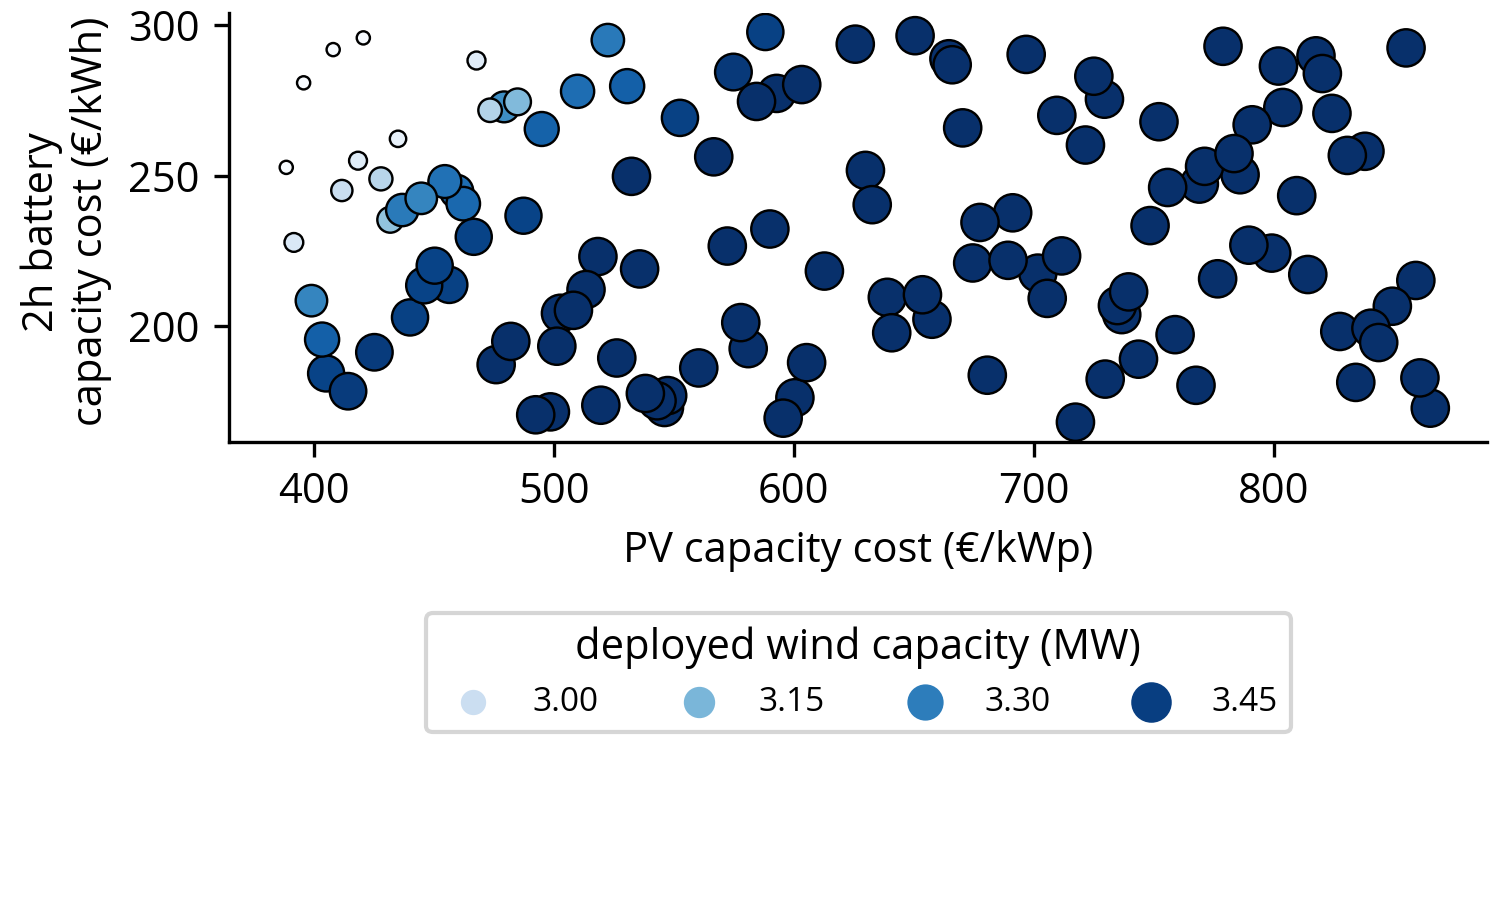 2h battery
capacity cost (€/kWh)
300
250
200
400 500 600 700 800
PV capacity cost (€/kWp)
deployed wind capacity (MW)
3.00 3.15 3.30 3.45